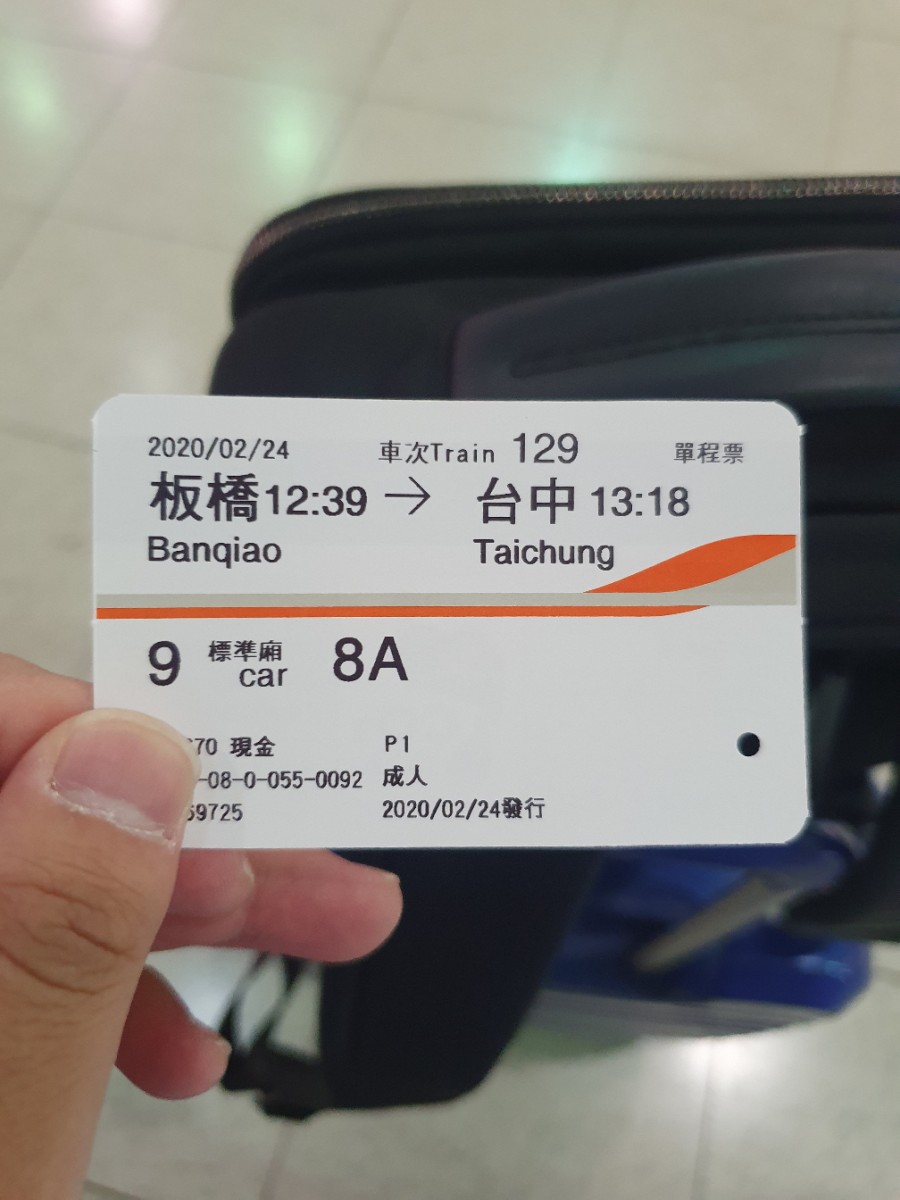 2020/02/24 車次Train 129 單程票
板橋12:39 → 台中 13:18
Banqiao Taichung
9 標準廂 car 8A
70 現金 P1
-08-0-055-0092 成人
59725 2020/02/24發行